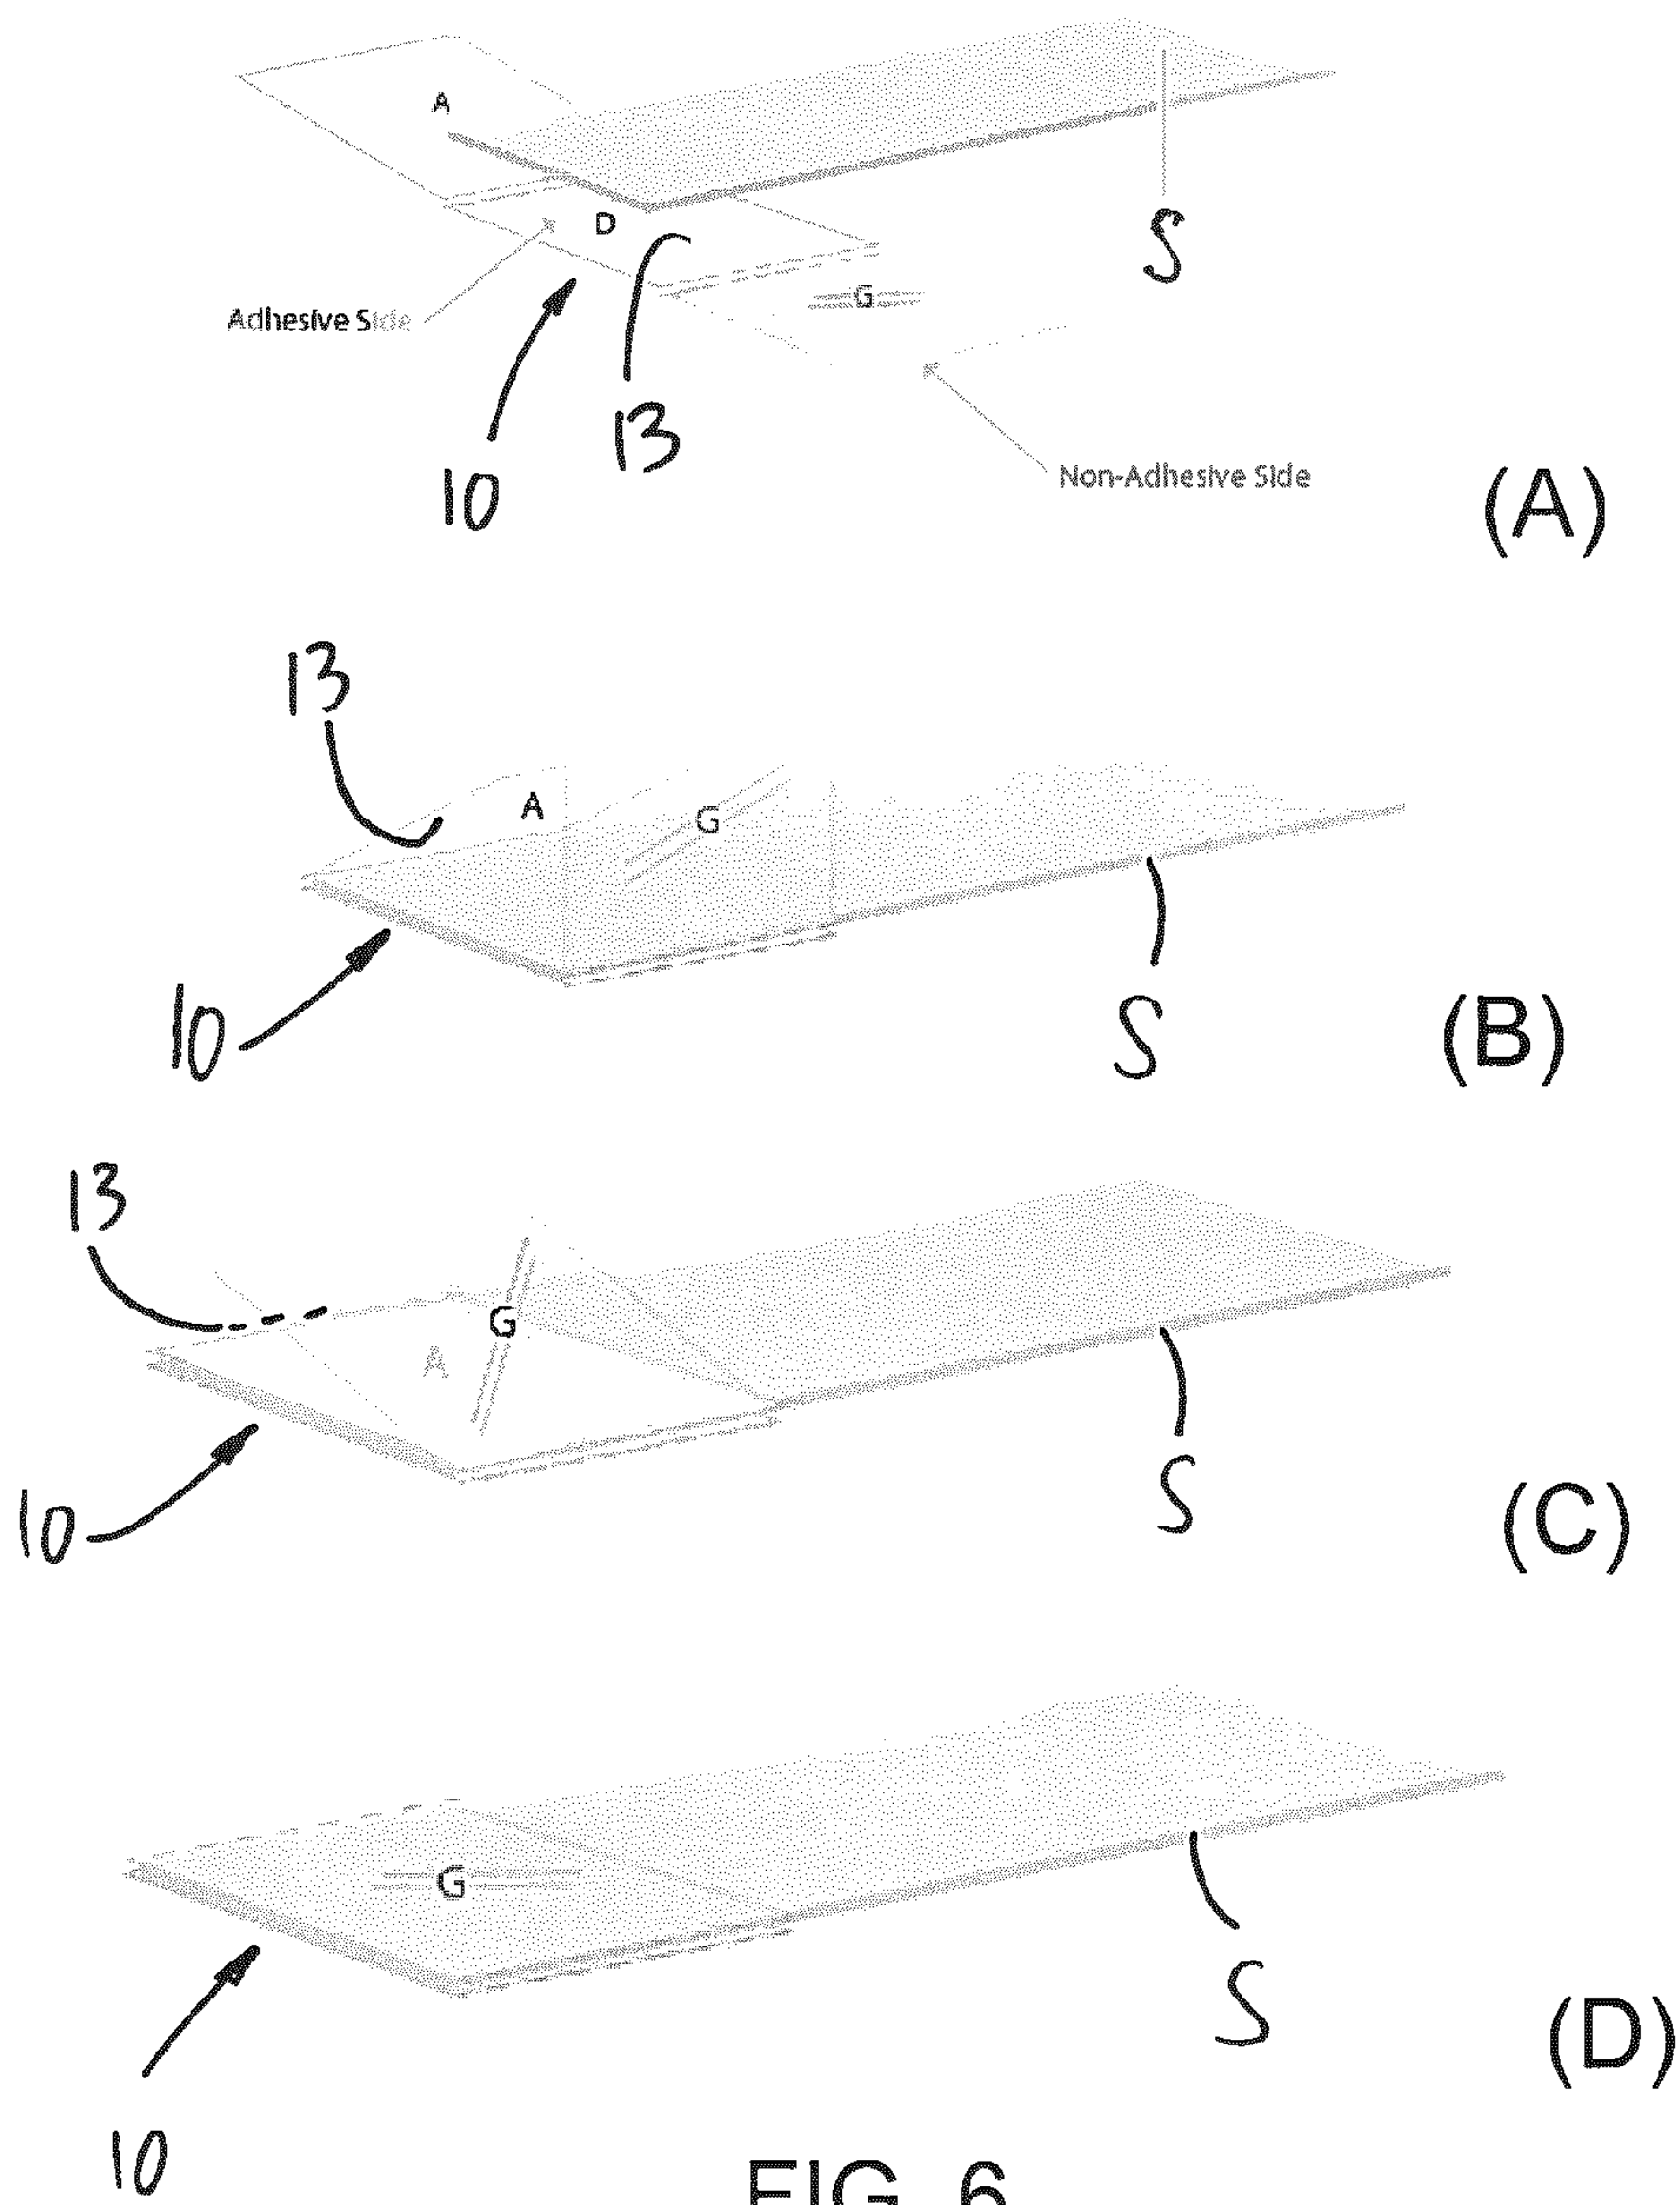 A
D
S
G
Adhesive Side
13
10
Non-Adhesive Side
(A)
13
A
G
10
S
(B)
13
G
A
10
S
(C)
G
S
(D)
10
FIG. 6